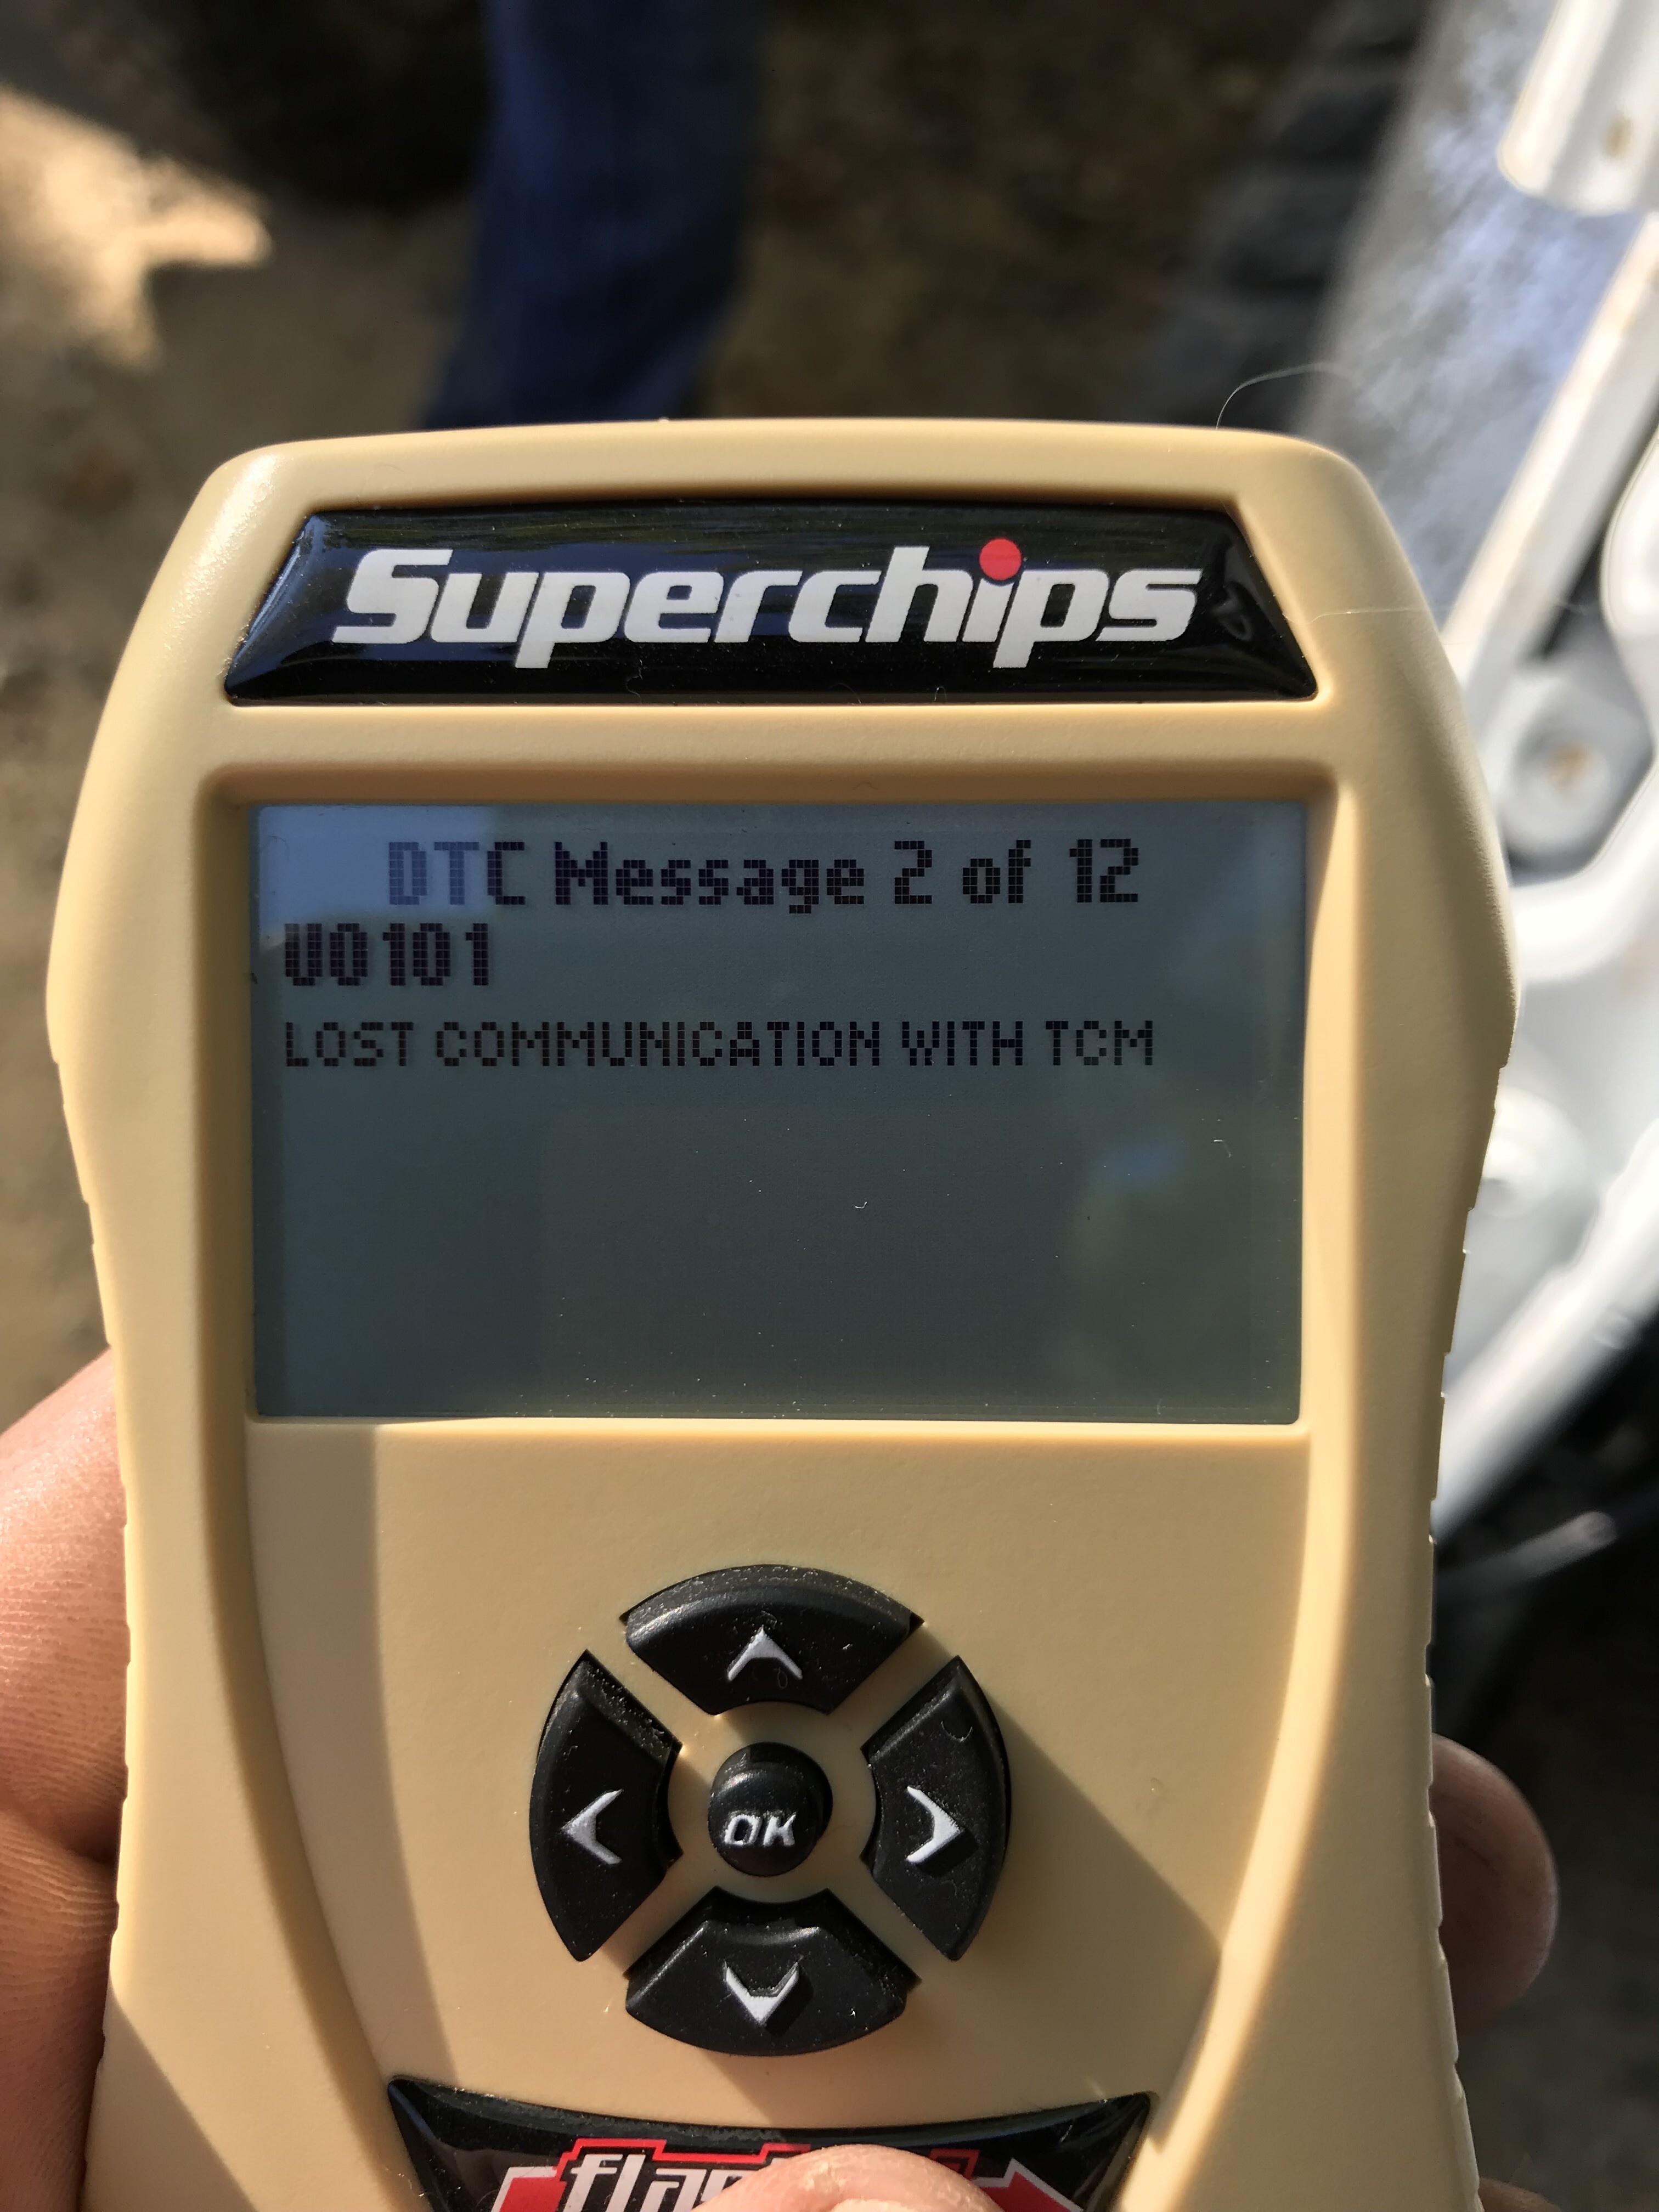 Superchips
DTC Message 2 of 12
U0101
LOST COMMUNICATION WITH TCM
OK